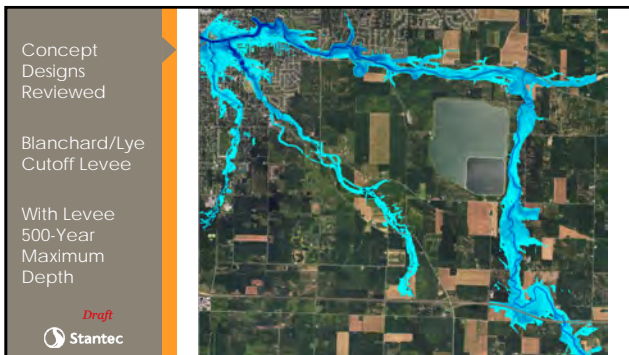 Concept
Designs
Reviewed
Blanchard/Lye
Cutoff Levee
With Levee
500-Year
Maximum
Depth
Draft
Stantec